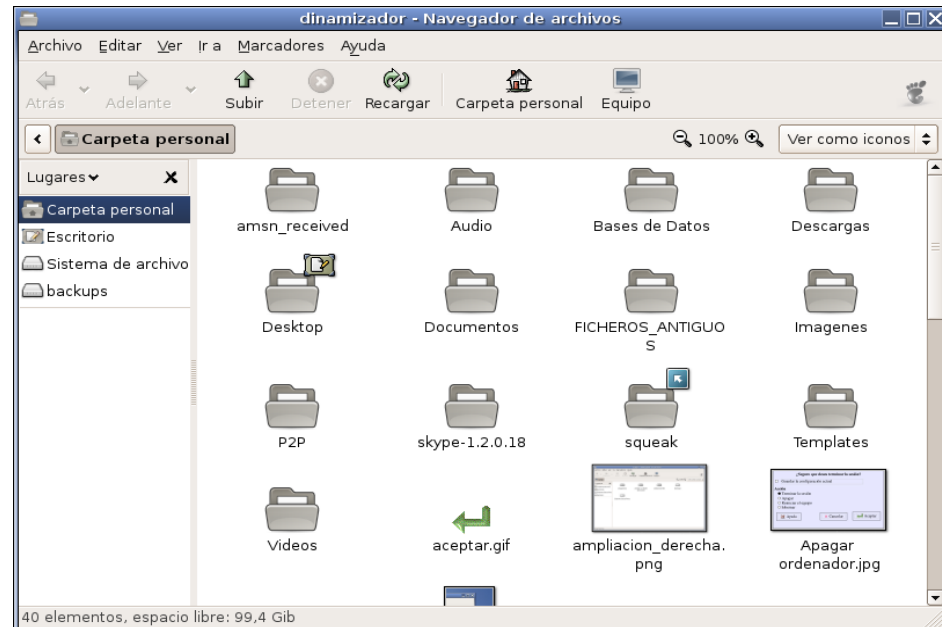 dinamizador - Navegador de archivos
Archivo Editar Ver Ir a Marcadores Ayuda
Atrás Adelante Subir Detener Recargar Carpeta personal Equipo
Carpeta personal 100% Ver como iconos
Lugares
Carpeta personal
Escritorio
Sistema de archivo
backups
amsn_received Audio Bases de Datos Descargas
Desktop Documentos FICHEROS_ANTIGUO
S
Imagenes
P2P skype-1.2.0.18 squeak Templates
Videos aceptar.gif ampliacion_derecha.
png
Apagar
ordenador.jpg
40 elementos, espacio libre: 99,4 Gib